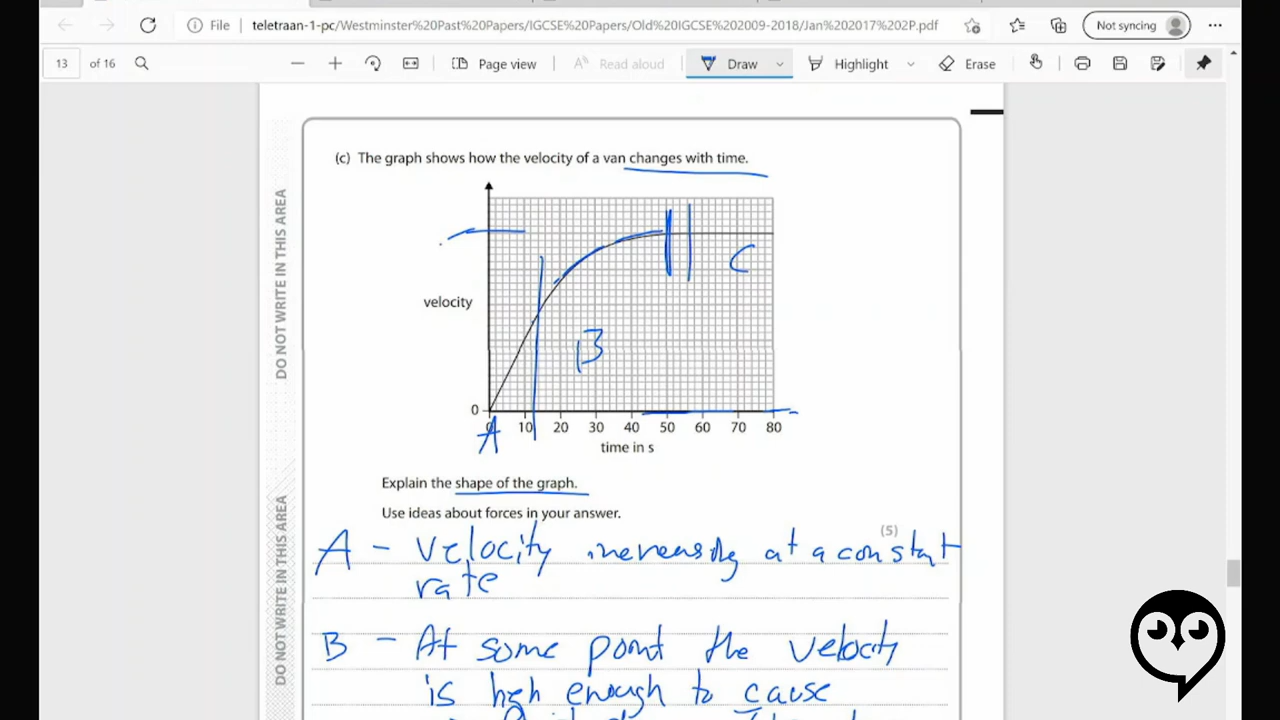 File
teletraan-1-pc/Westminster%20Past%20Papers/IGCSE%20Papers/Old%20IGCSE%202009-2018/Jan%202017%202P.pdf
Not syncing
13 of 16
Page view
Read aloud
Draw
Highlight
Erase
DO NOT WRITE IN THIS AREA
DO NOT WRITE IN THIS AREA
(c) The graph shows how the velocity of a van changes with time.
C
velocity
B
0
A
0 10 20 30 40 50 60 70 80
time in s
Explain the shape of the graph.
Use ideas about forces in your answer.
(5)
A - velocity increasing at a constant
rate
B - At some point the velocity
is high enough to cause